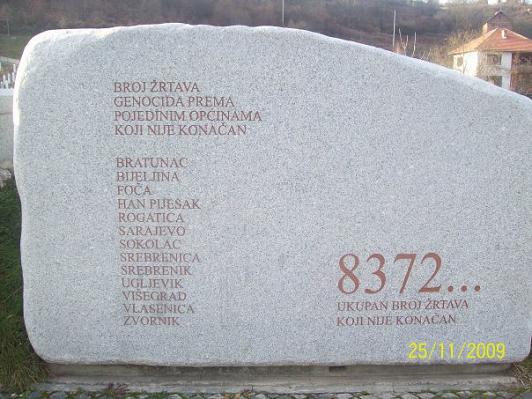 BROJ ŽRTAVA
GENOCIDA PREMA
POJEDINIM OPĆINAMA
KOJI NIJE KONAČAN
BRATUNAC
BIJELJINA
FOČA
HAN PIJESAK
ROGATICA
SARAJEVO
SOKOLAC
SREBRENICA
SREBRENIK
UGLJEVIK
VIŠEGRAD
VLASENICA
ZVORNIK
8372...
UKUPAN BROJ ŽRTAVA
KOJI NIJE KONAČAN
25/11/2009